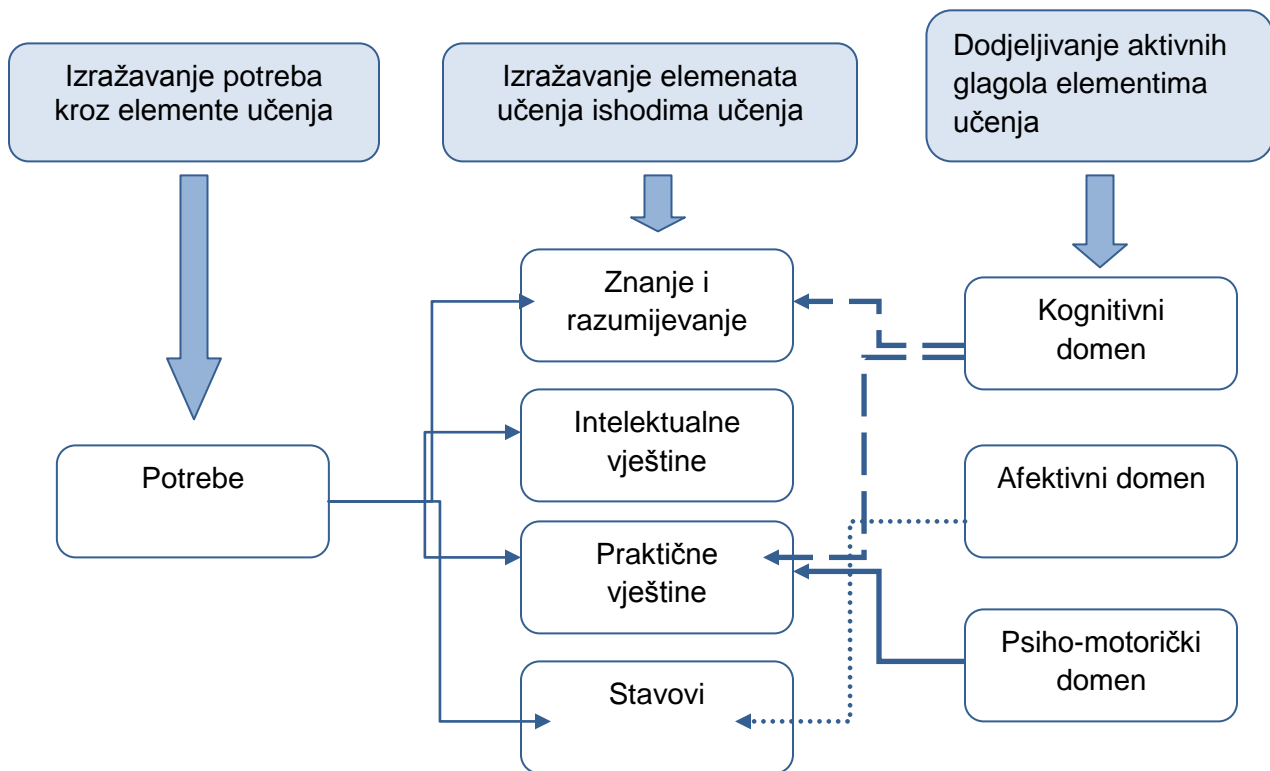 Izražavanje potreba
kroz elemente učenja
Izražavanje elemenata
učenja ishodima učenja
Dodjeljivanje aktivnih
glagola elementima
učenja
Potrebe
Znanje i
razumijevanje
Intelektualne
vještine
Praktične
vještine
Stavovi
Kognitivni
domen
Afektivni domen
Psiho-motorički
domen